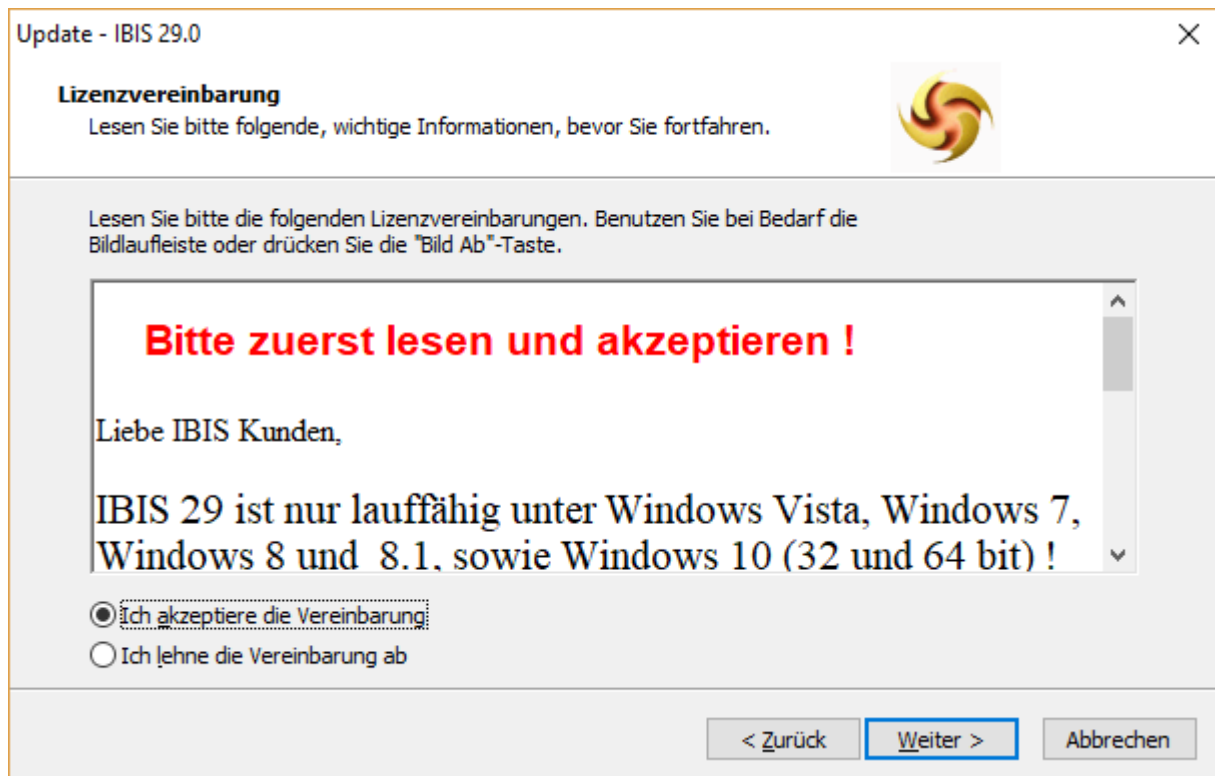 Update - IBIS 29.0
Lizenzvereinbarung
Lesen Sie bitte folgende, wichtige Informationen, bevor Sie fortfahren.
Lesen Sie bitte die folgenden Lizenzvereinbarungen. Benutzen Sie bei Bedarf die
Bildlaufleiste oder drücken Sie die "Bild Ab"-Taste.
Bitte zuerst lesen und akzeptieren !
Liebe IBIS Kunden,
IBIS 29 ist nur lauffähig unter Windows Vista, Windows 7,
Windows 8 und  8.1, sowie Windows 10 (32 und 64 bit) !
Ich akzeptiere die Vereinbarung
Ich lehne die Vereinbarung ab
< Zurück
Weiter >
Abbrechen